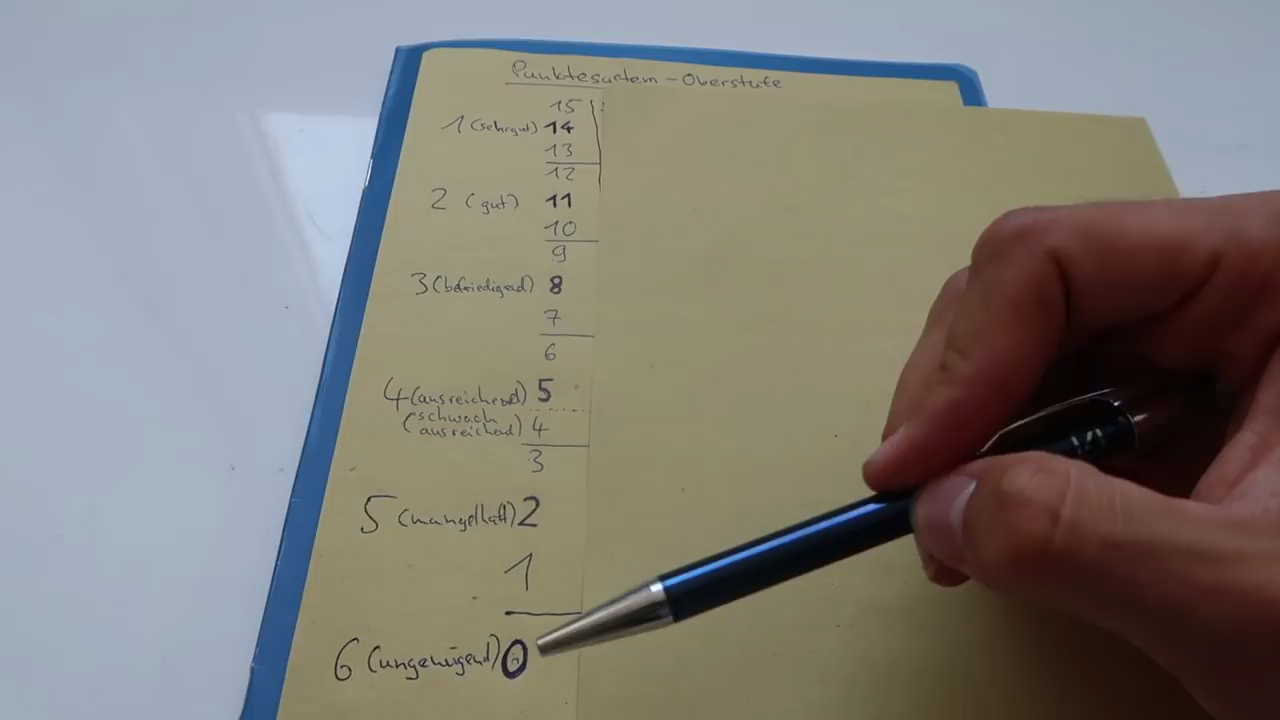 Punktesystem - Oberstufe
15
1 (sehr gut) 14
13
12
2 (gut) 11
10
9
3 (befriedigend) 8
7
6
4 (ausreichend) 5
(schwach
ausreichend) 4
3
5 (mangelhaft) 2
1
6 (ungenügend) 0